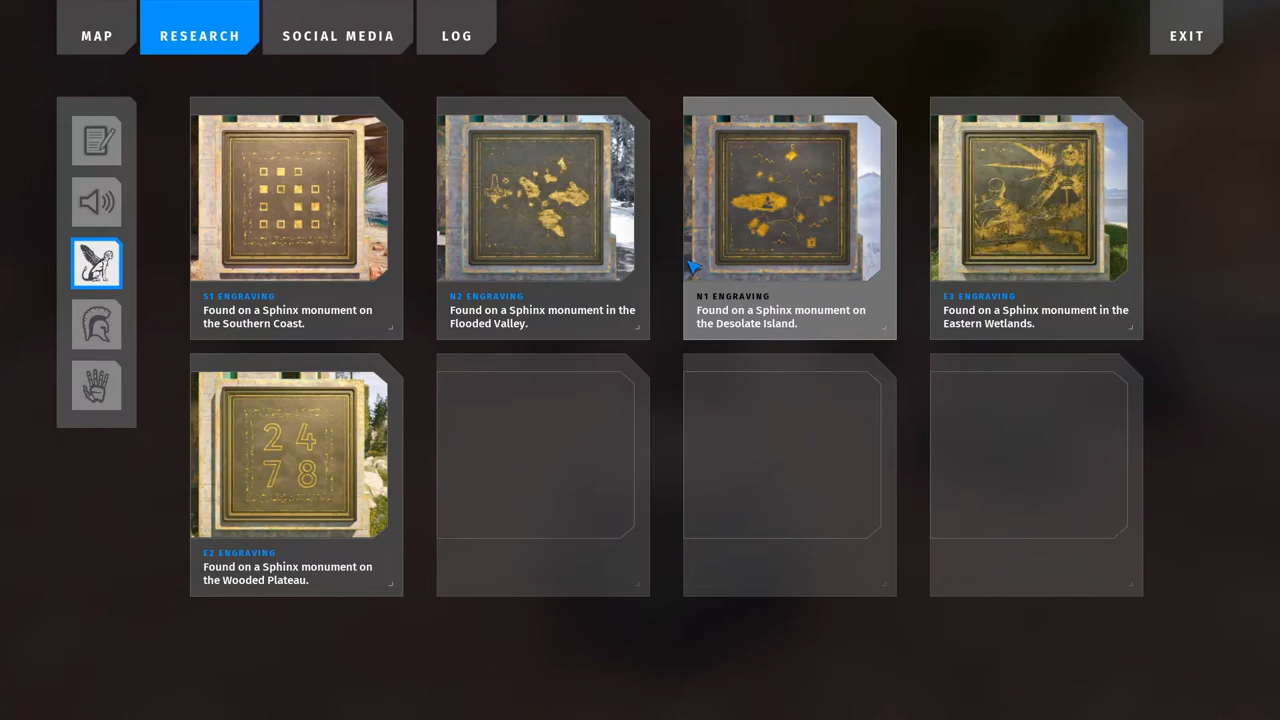 MAP
RESEARCH
SOCIAL MEDIA
LOG
EXIT
S1 ENGRAVING
Found on a Sphinx monument on
the Southern Coast.
N2 ENGRAVING
Found on a Sphinx monument in the
Flooded Valley.
N1 ENGRAVING
Found on a Sphinx monument on
the Desolate Island.
E3 ENGRAVING
Found on a Sphinx monument in the
Eastern Wetlands.
2 4
7 8
E2 ENGRAVING
Found on a Sphinx monument on
the Wooded Plateau.